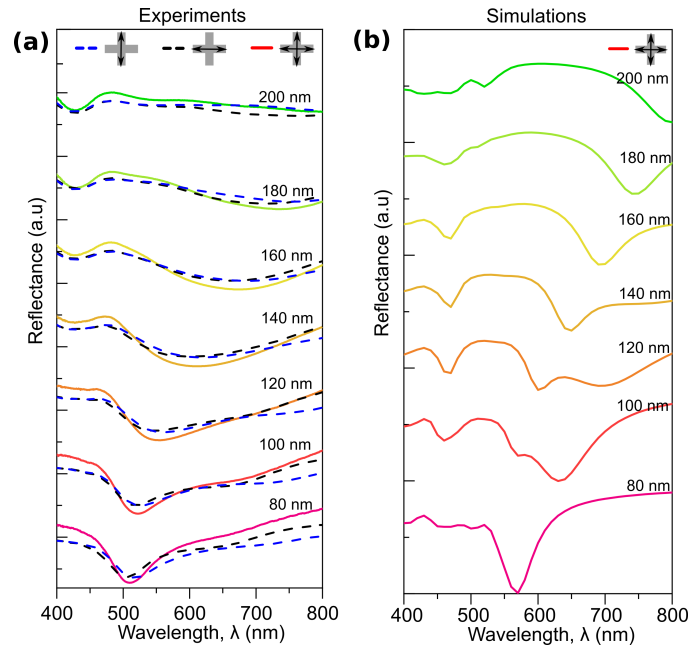 Experiments
(a)
200 nm
180 nm
160 nm
140 nm
120 nm
100 nm
80 nm
Reflectance (a.u)
400 500 600 700 800
Wavelength, λ (nm)
Simulations
(b)
200 nm
180 nm
160 nm
140 nm
120 nm
100 nm
80 nm
Reflectance (a.u)
400 500 600 700 800
Wavelength, λ (nm)